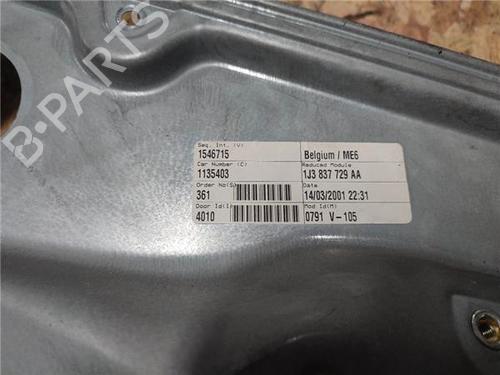 Seq. Int. (V)
1546715 Belgium / ME6
Car Number (C) Reduced Module
1135403 1J3 837 729 AA
Order No(S) Date
361 14/03/2001 22:31
Door Id(I) Mod Id(M)
4010 0791 V-105
B-PARTS